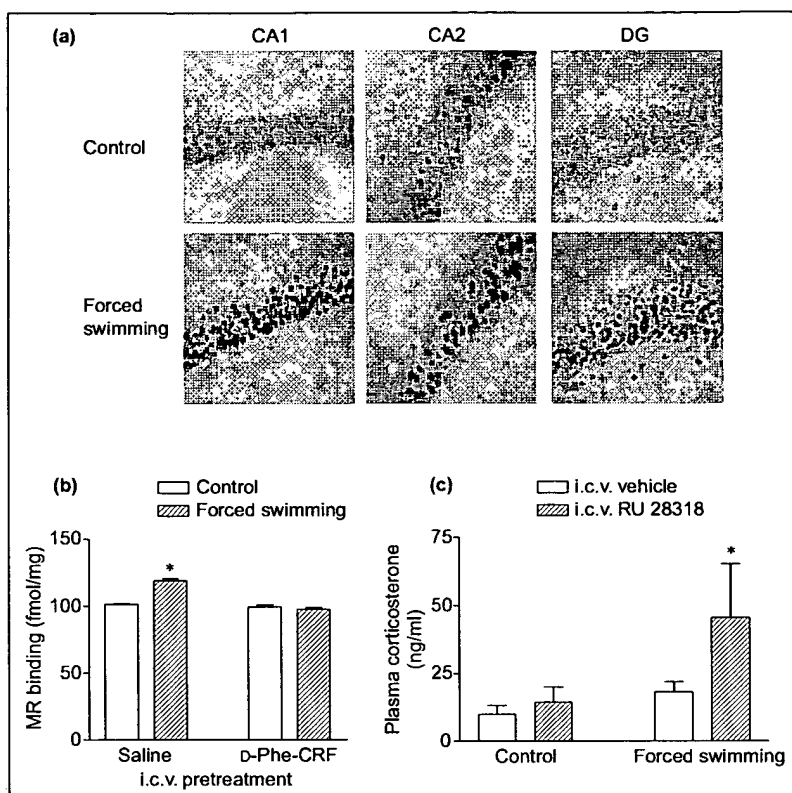 (a)
CA1 CA2 DG
Control
Forced
swimming
(b)
Control
Forced swimming
MR binding (fmol/mg)
150
100
50
0
*
Saline D-Phe-CRF
i.c.v. pretreatment
(c)
i.c.v. vehicle
i.c.v. RU 28318
Plasma corticosterone
(ng/ml)
75
50
25
0
*
Control Forced swimming